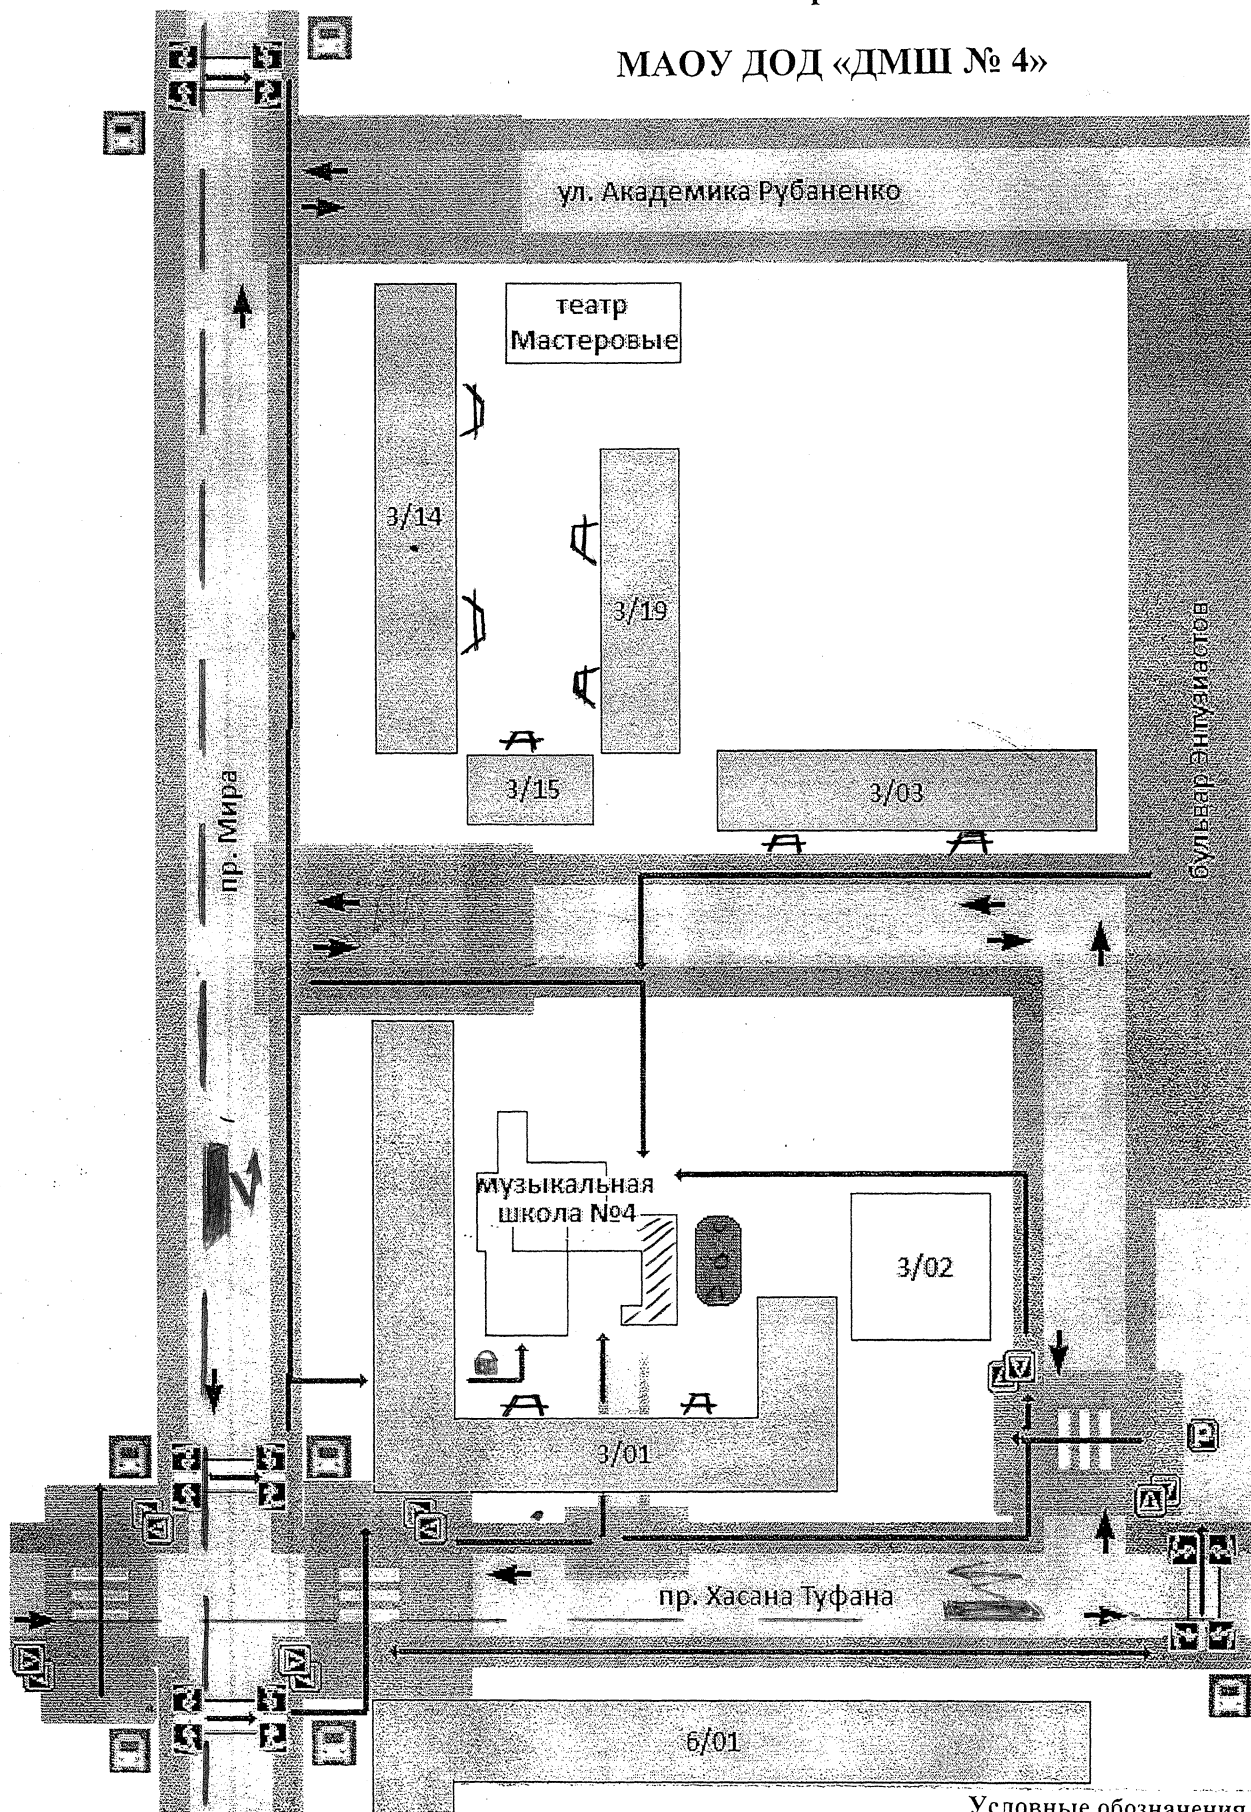 МАОУ ДОД «ДМШ № 4»
ул. Академика Рубаненко
театр
Мастеровые
3/14
3/19
3/15
3/03
пр. Мира
бульвар Энтузиастов
музыкальная
школа №4
3/02
3/01
P
пр. Хасана Туфана
6/01
Условные обозначения